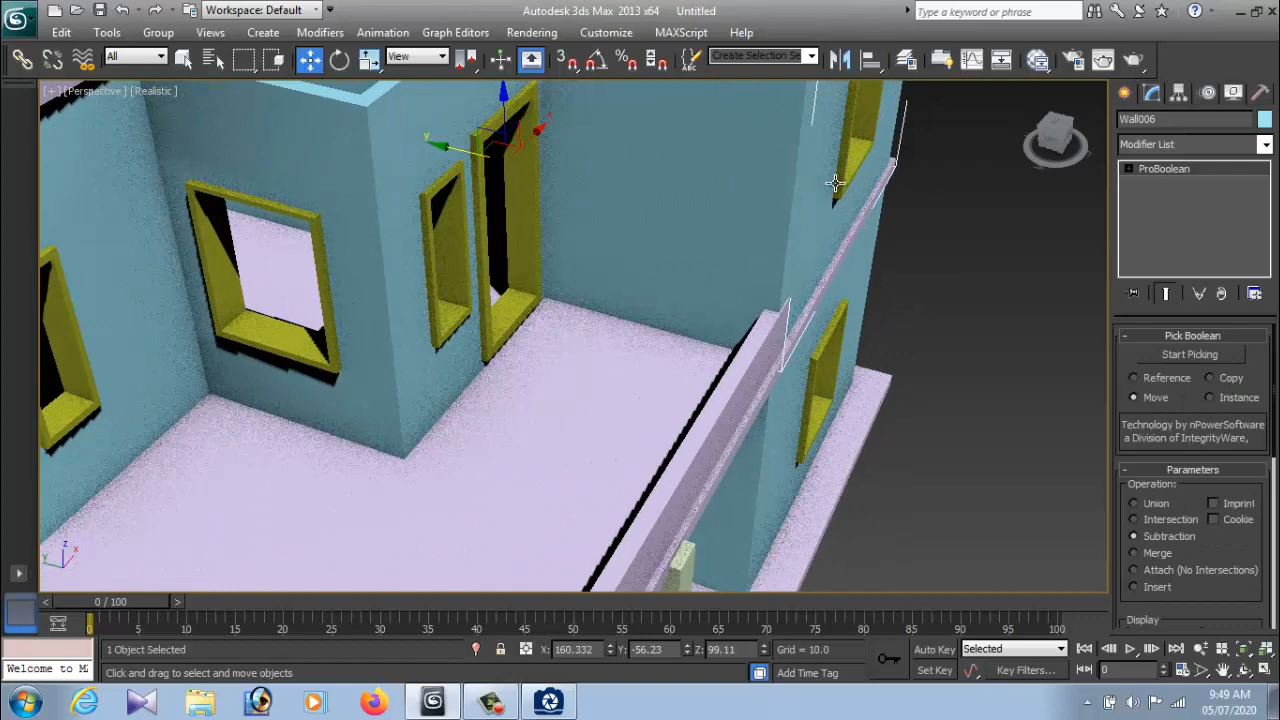 Workspace: Default
Autodesk 3ds Max 2013 x64 Untitled
Type a keyword or phrase
Edit Tools Group Views Create Modifiers Animation Graph Editors Rendering Customize MAXScript Help
All
View
Create Selection Se
[+][Perspective][Realistic]
Wall006
Modifier List
ProBoolean
Pick Boolean
Start Picking
Reference Copy
Move Instance
Technology by nPowerSoftware
a Division of IntegrityWare,
Parameters
Operation:
Union Imprint
Intersection Cookie
Subtraction
Merge
Attach (No Intersections)
Insert
Display
y x
z
y x
0 / 100
0 5 10 15 20 25 30 35 40 45 50 55 60 65 70 75 80 85 90 95 100
1 Object Selected
X: 160.332 Y: -56.23 Z: 99.11 Grid = 10.0
Auto Key Selected
Welcome to M
Click and drag to select and move objects
Add Time Tag
Set Key Key Filters...
0
9:49 AM
05/07/2020